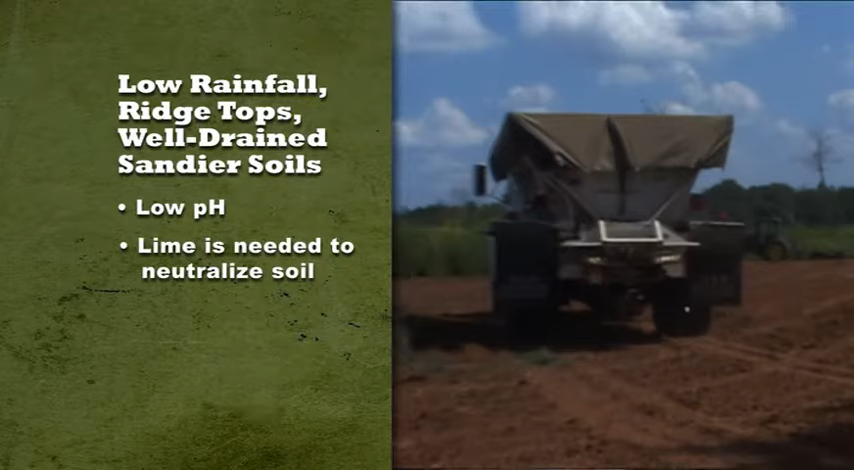 Low Rainfall,
Ridge Tops,
Well-Drained
Sandier Soils
• Low pH
• Lime is needed to
neutralize soil